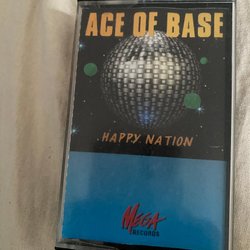 ACE OF BASE
HAPPY NATION
MEGA
RECORDS